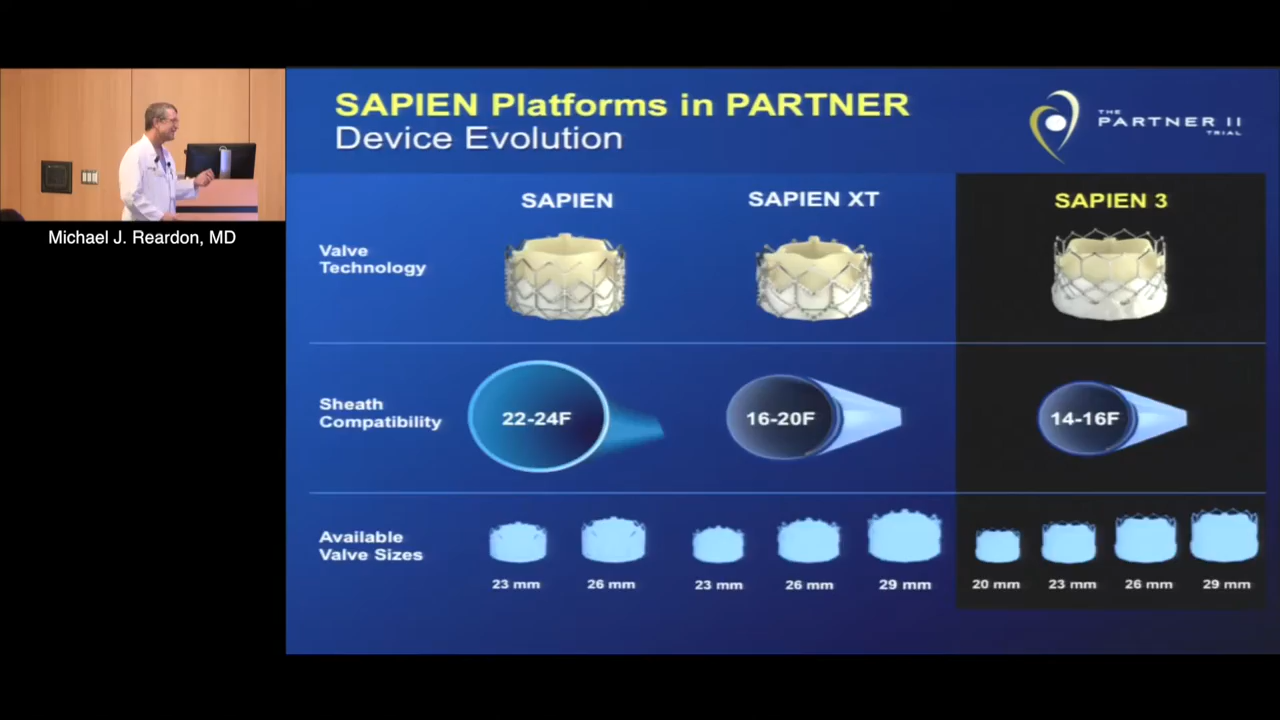 SAPIEN Platforms in PARTNER
Device Evolution
THE
PARTNER II
TRIAL
Michael J. Reardon, MD
SAPIEN
SAPIEN XT
SAPIEN 3
Valve
Technology
Sheath
Compatibility
22-24F
16-20F
14-16F
Available
Valve Sizes
23 mm
26 mm
23 mm
26 mm
29 mm
20 mm
23 mm
26 mm
29 mm